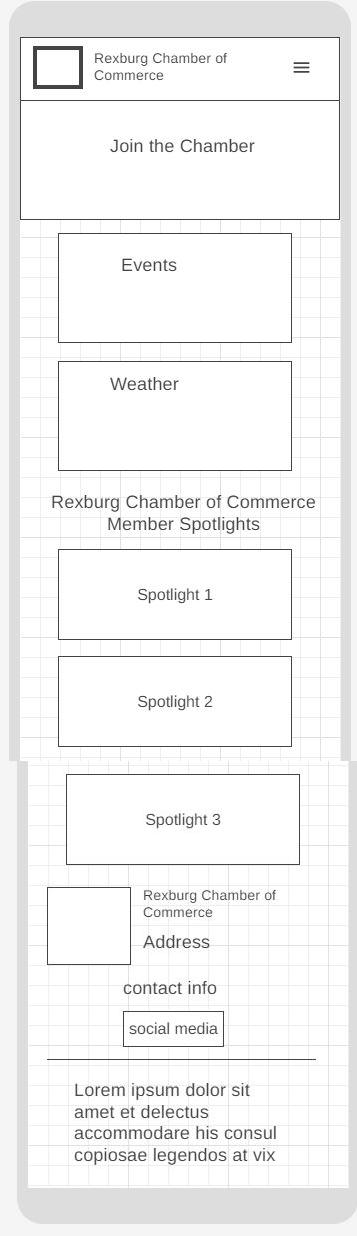 Rexburg Chamber of
Commerce
Join the Chamber
Events
Weather
Rexburg Chamber of Commerce
Member Spotlights
Spotlight 1
Spotlight 2
Spotlight 3
Rexburg Chamber of
Commerce
Address
contact info
social media
Lorem ipsum dolor sit
amet et delectus
accommodare his consul
copiosae legendos at vix